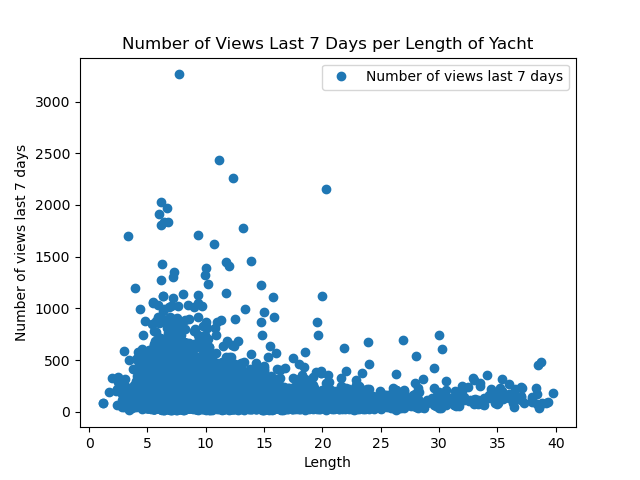 Number of Views Last 7 Days per Length of Yacht
Number of views last 7 days
3000
2500
2000
1500
1000
500
0
Number of views last 7 days
0 5 10 15 20 25 30 35 40
Length